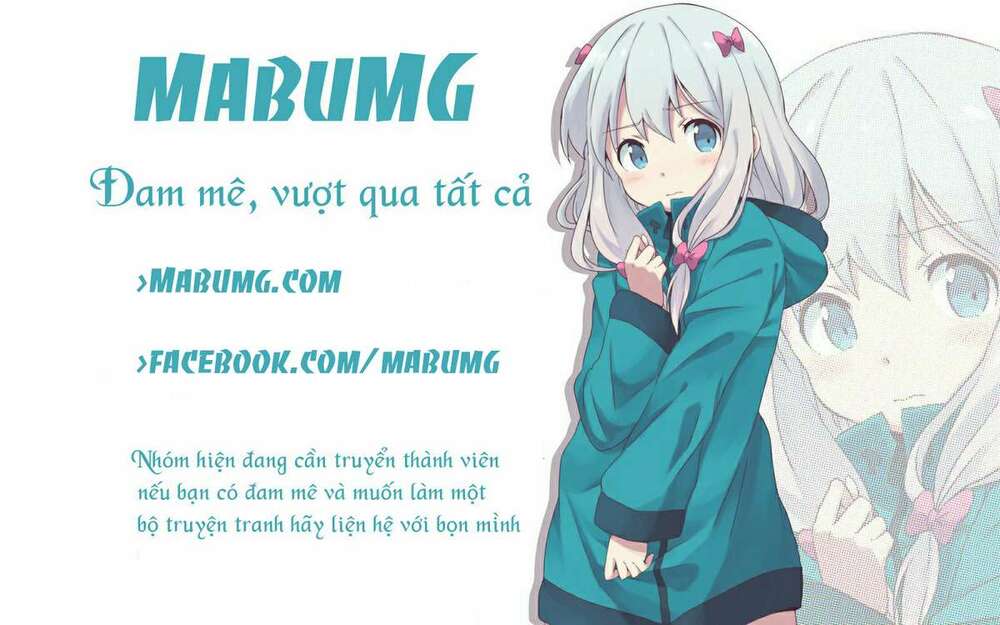 MABUMG
Đam mê, vượt qua tất cả
>MABUMG.COM
>FACEBOOK.COM/MABUMG
Nhóm hiện đang cần truyển thành viên
nếu bạn có đam mê và muốn làm một
bộ truyện tranh hãy liện hệ với bọn mình